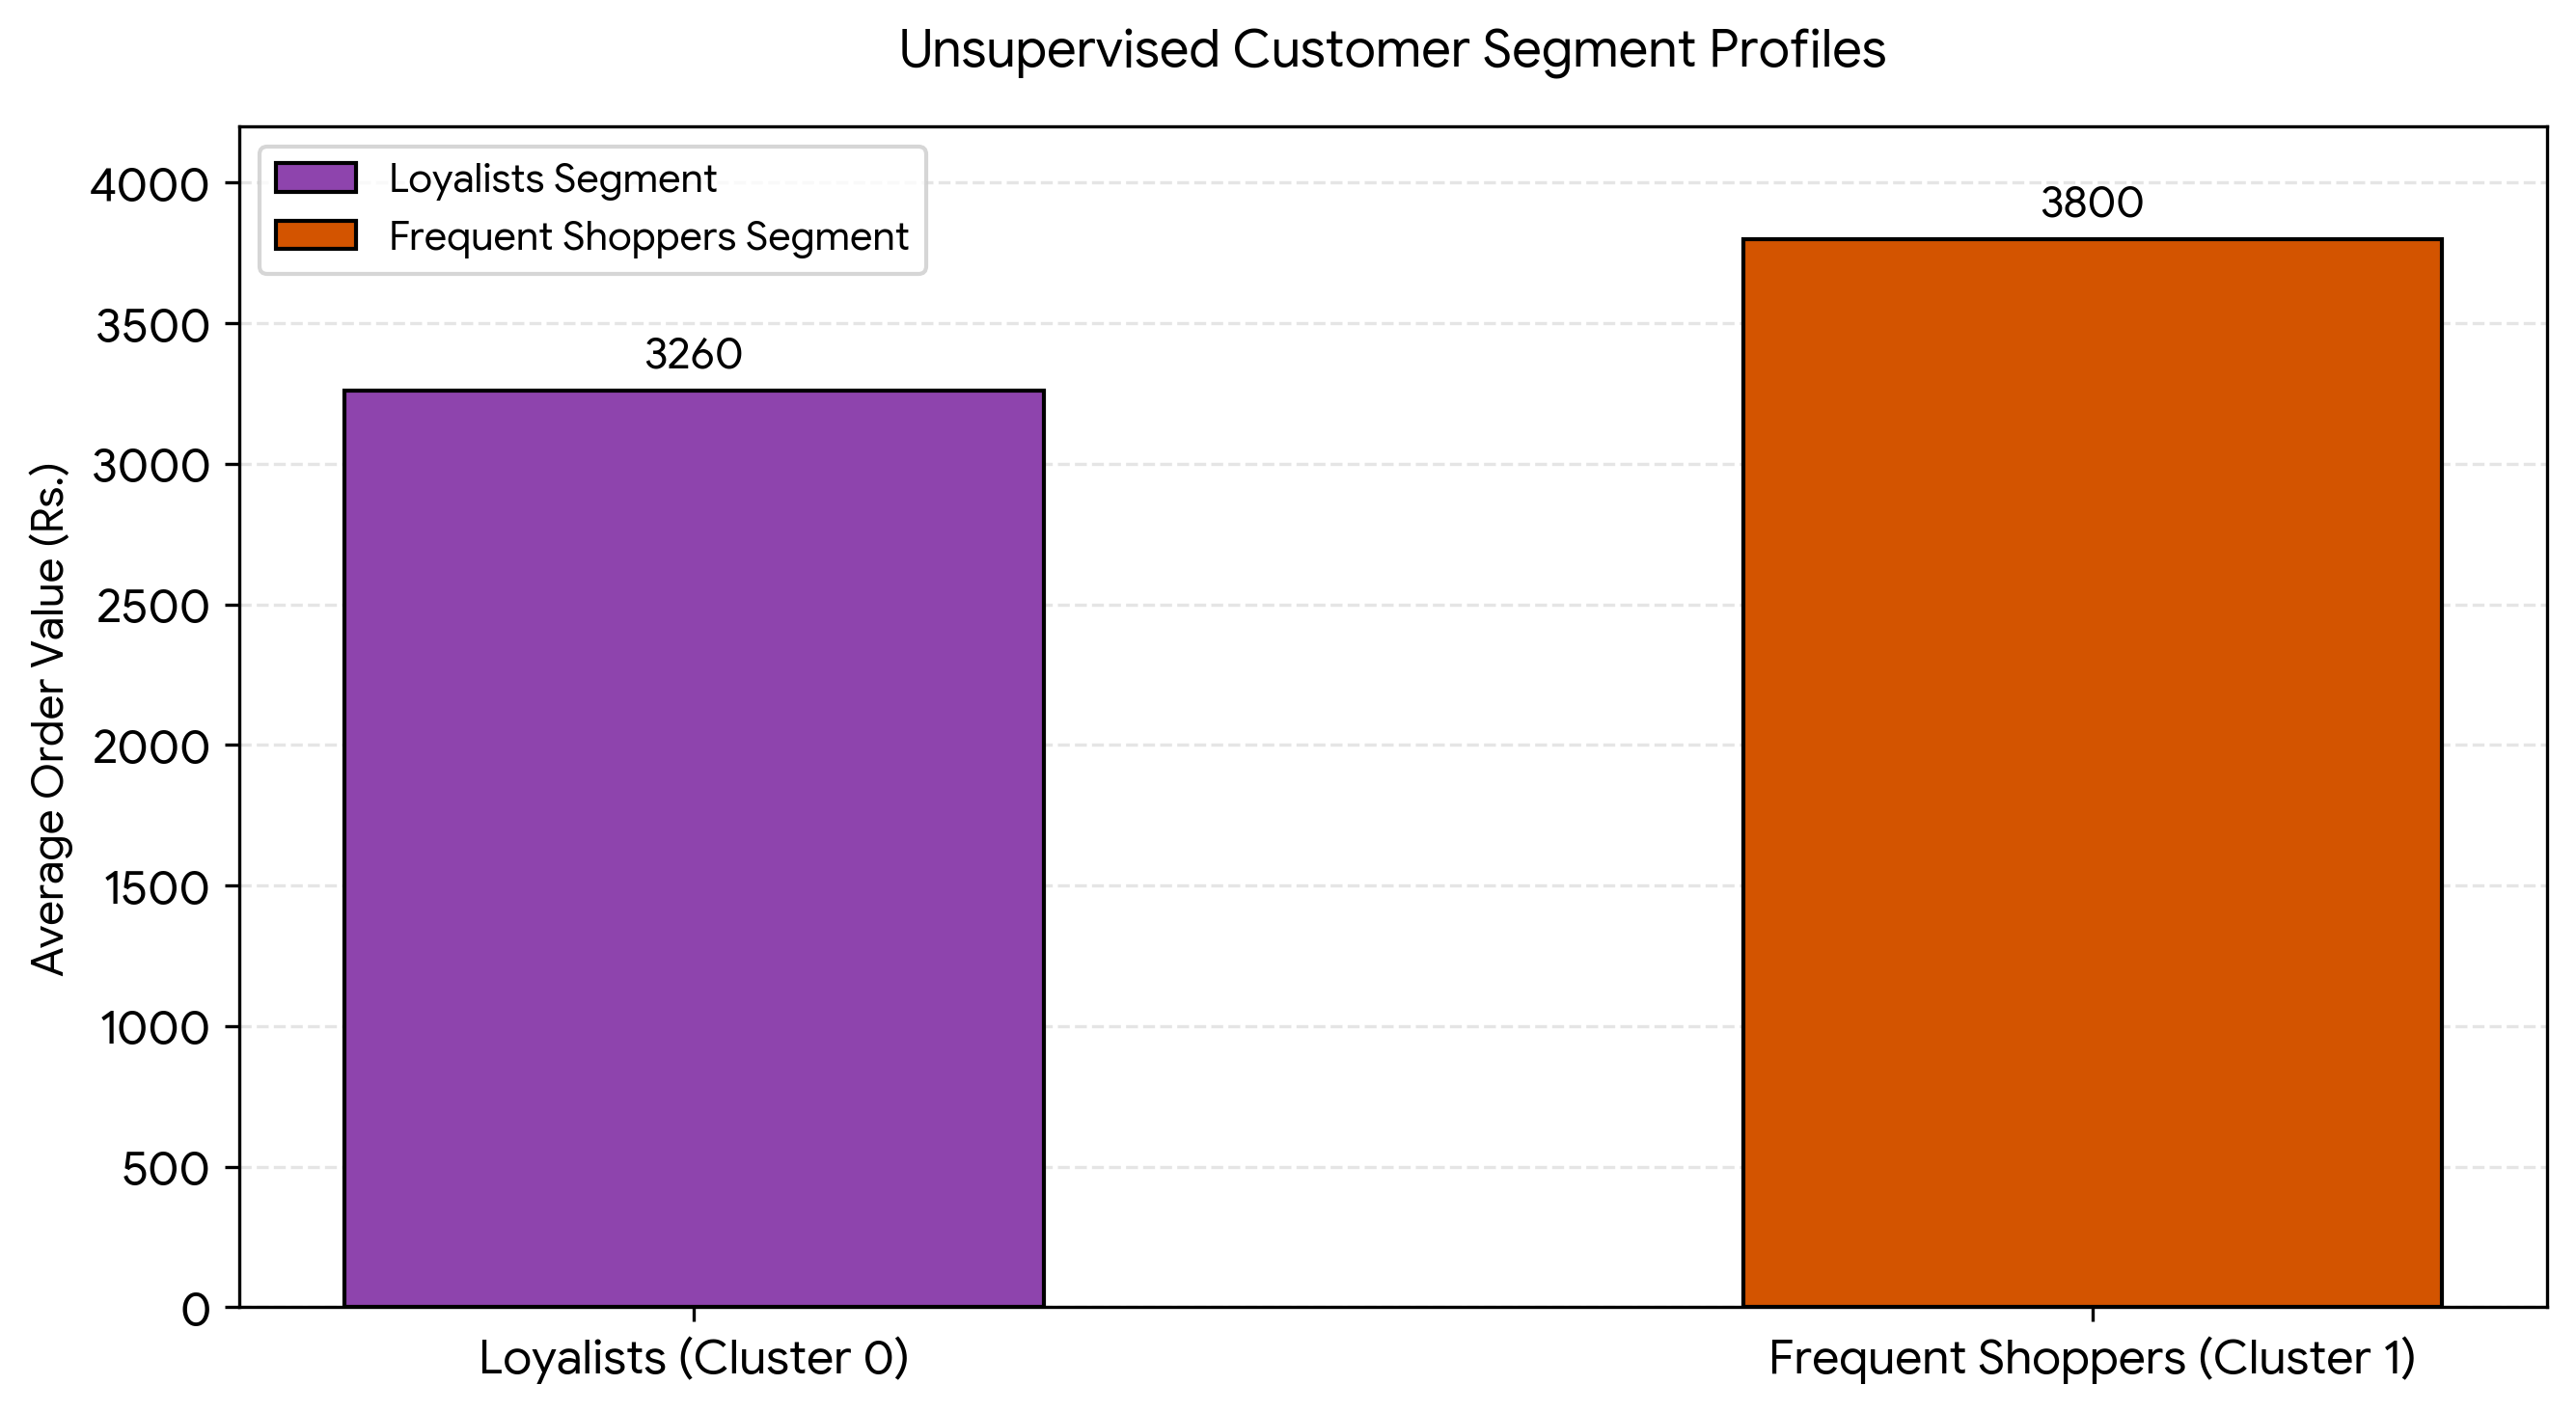 Unsupervised Customer Segment Profiles
Loyalists Segment
Frequent Shoppers Segment
Average Order Value (Rs.)
4000
3500
3000
2500
2000
1500
1000
500
0
3260
3800
Loyalists (Cluster 0)
Frequent Shoppers (Cluster 1)